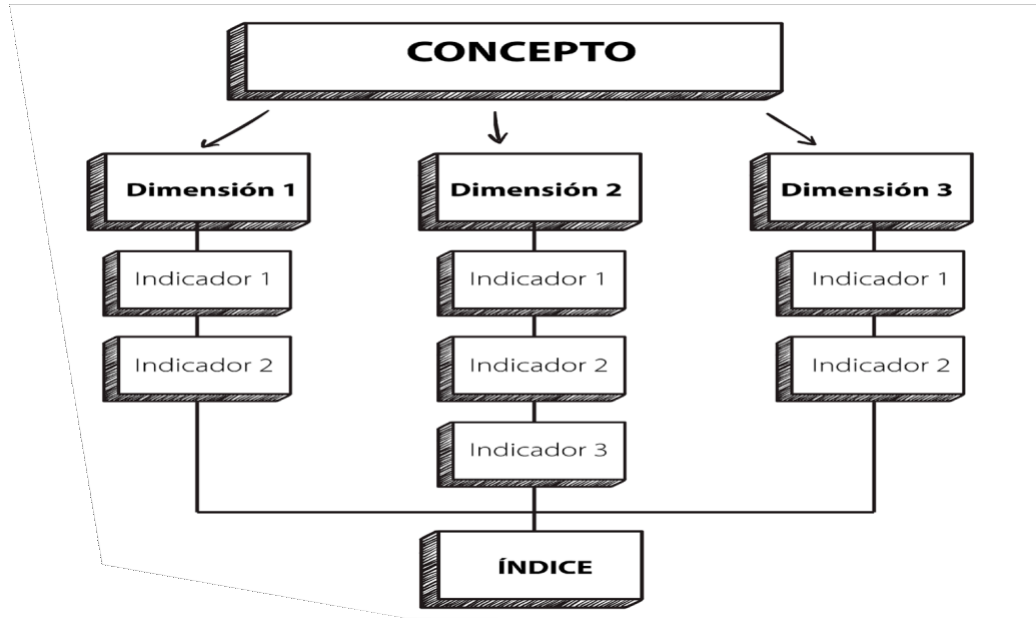 CONCEPTO
Dimensión 1
Indicador 1
Indicador 2
Dimensión 2
Indicador 1
Indicador 2
Indicador 3
Dimensión 3
Indicador 1
Indicador 2
ÍNDICE